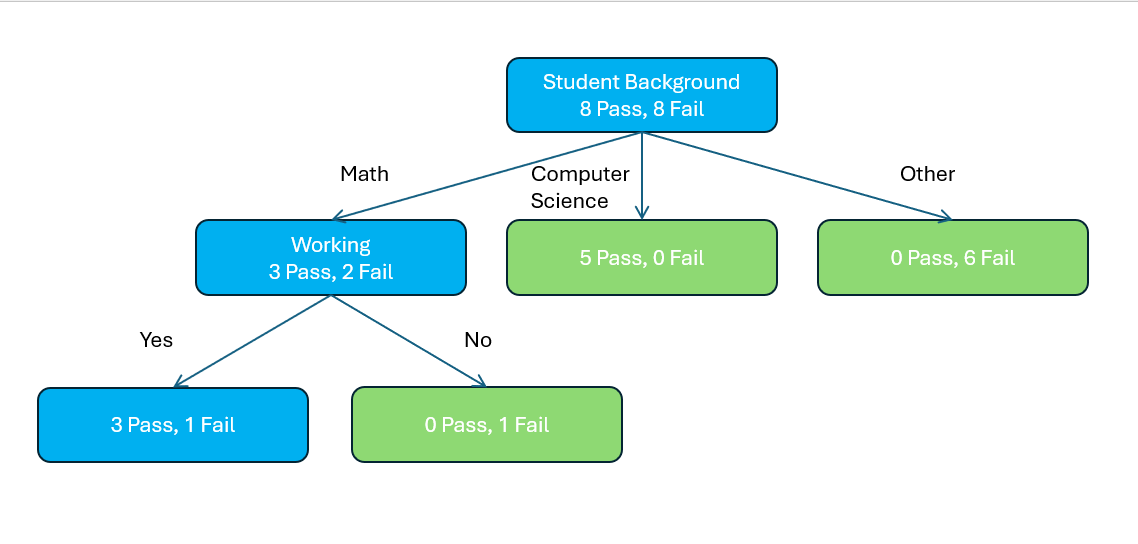 Student Background
8 Pass, 8 Fail
Math
Computer
Science
Other
Working
3 Pass, 2 Fail
5 Pass, 0 Fail
0 Pass, 6 Fail
Yes
No
3 Pass, 1 Fail
0 Pass, 1 Fail